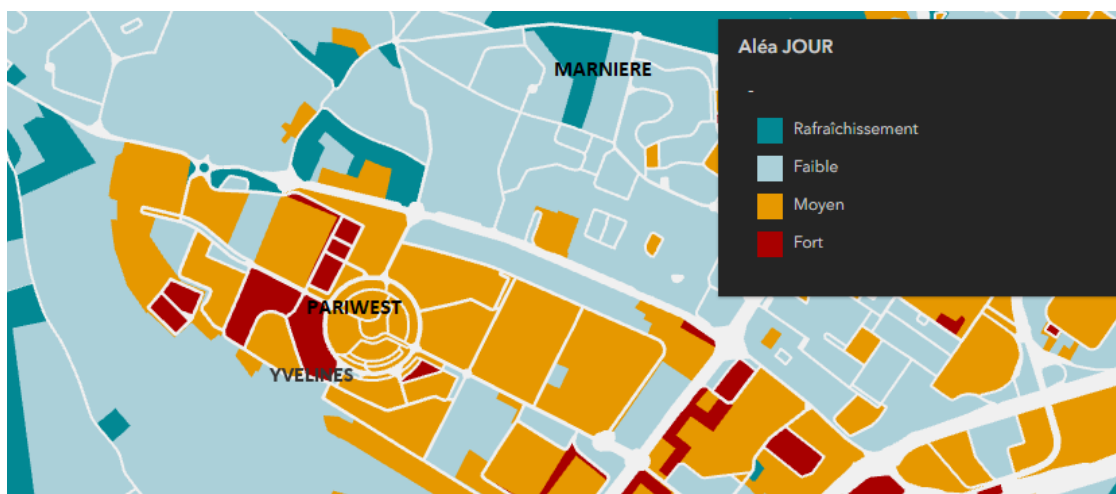 MARNIERE
PARIWEST
YVELINES
Aléa JOUR
-
Rafraîchissement
Faible
Moyen
Fort